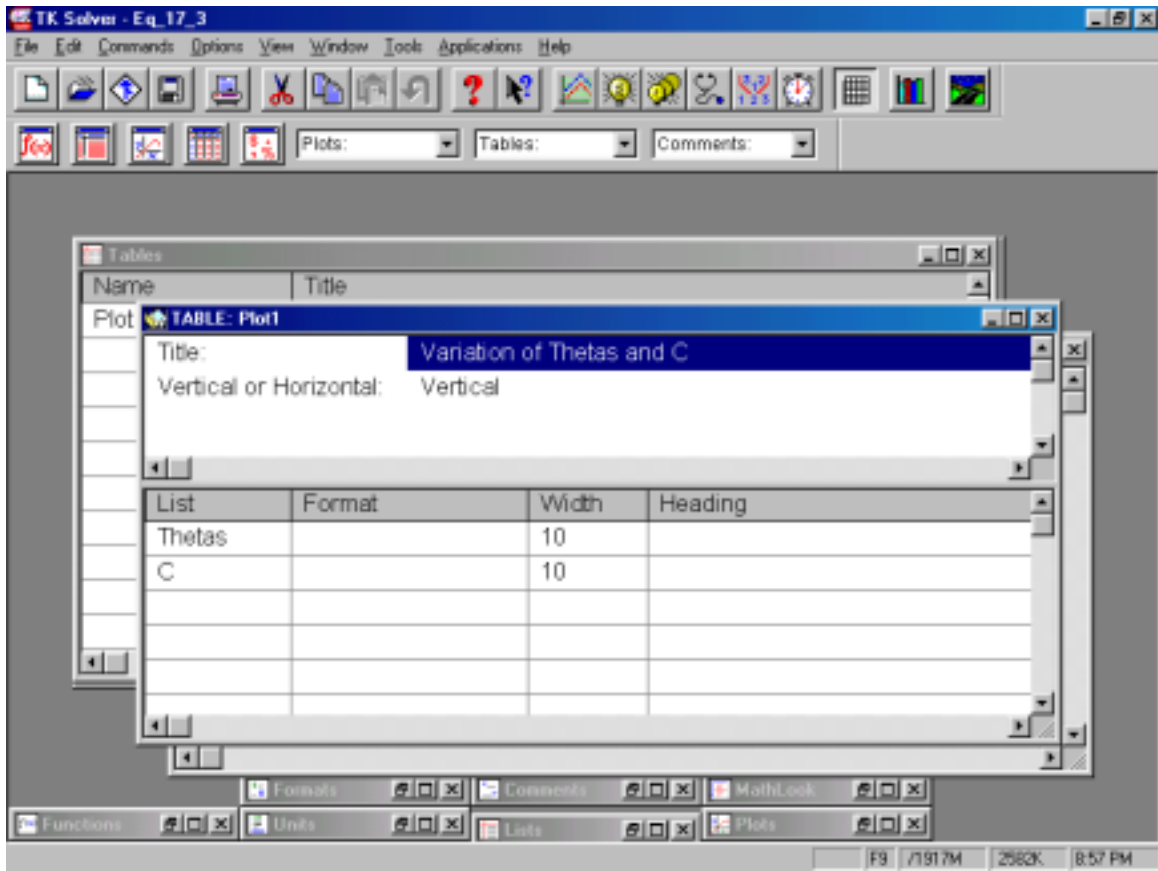 TK Solver - Eq_17_3
File Edit Commands Options View Window Tools Applications Help
Plots: Tables: Comments:
Tables
Name Title
Plot
TABLE: Plot1
Title: Variation of Thetas and C
Vertical or Horizontal: Vertical
List Format Width Heading
Thetas 10
C 10
Formats Comments MathLook
Functions Units Lists Plots
F9 /1917M 2582K 8:57 PM